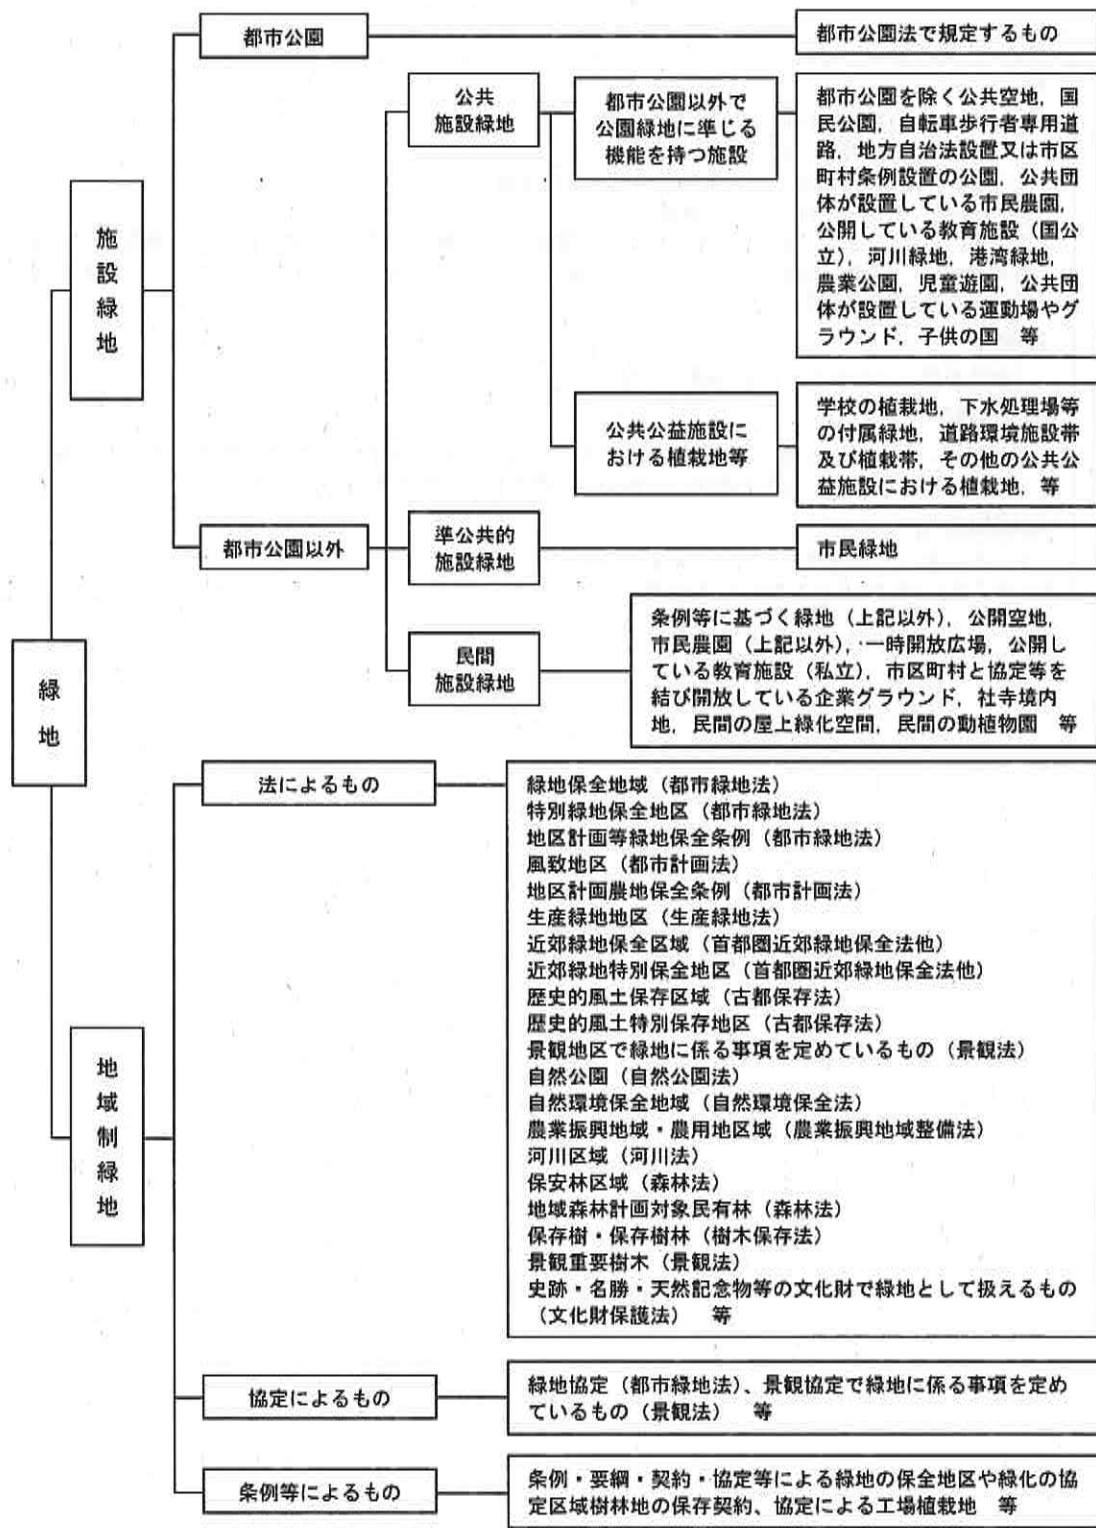 都市公園
都市公園法で規定するもの
公共
施設緑地
都市公園以外で
公園緑地に準じる
機能を持つ施設
都市公園を除く公共空地，国
民公園，自転車歩行者専用道
路，地方自治法設置又は市区
町村条例設置の公園，公共団
体が設置している市民農園，
公開している教育施設（国公
立），河川緑地，港湾緑地，
農業公園，児童遊園，公共団
体が設置している運動場やグ
ラウンド，子供の国　等
施設緑地
公共公益施設に
おける植栽地等
学校の植栽地，下水処理場等
の付属緑地，道路環境施設帯
及び植栽帯，その他の公共公
益施設における植栽地，等
都市公園以外
準公共的
施設緑地
市民緑地
民間
施設緑地
条例等に基づく緑地（上記以外），公開空地，
市民農園（上記以外），一時開放広場，公開し
ている教育施設（私立），市区町村と協定等を
結び開放している企業グラウンド，社寺境内
地，民間の屋上緑化空間，民間の動植物園　等
緑地
法によるもの
緑地保全地域（都市緑地法）
特別緑地保全地区（都市緑地法）
地区計画等緑地保全条例（都市緑地法）
風致地区（都市計画法）
地区計画農地保全条例（都市計画法）
生産緑地地区（生産緑地法）
近郊緑地保全区域（首都圏近郊緑地保全法他）
近郊緑地特別保全地区（首都圏近郊緑地保全法他）
歴史的風土保存区域（古都保存法）
歴史的風土特別保存地区（古都保存法）
景観地区で緑地に係る事項を定めているもの（景観法）
自然公園（自然公園法）
自然環境保全地域（自然環境保全法）
農業振興地域・農用地区域（農業振興地域整備法）
河川区域（河川法）
保安林区域（森林法）
地域森林計画対象民有林（森林法）
保存樹・保存樹林（樹木保存法）
景観重要樹木（景観法）
史跡・名勝・天然記念物等の文化財で緑地として扱えるもの
（文化財保護法）　等
地域制緑地
協定によるもの
緑地協定（都市緑地法）、景観協定で緑地に係る事項を定め
ているもの（景観法）　等
条例等によるもの
条例・要綱・契約・協定等による緑地の保全地区や緑化の協
定区域樹林地の保存契約、協定による工場植栽地　等